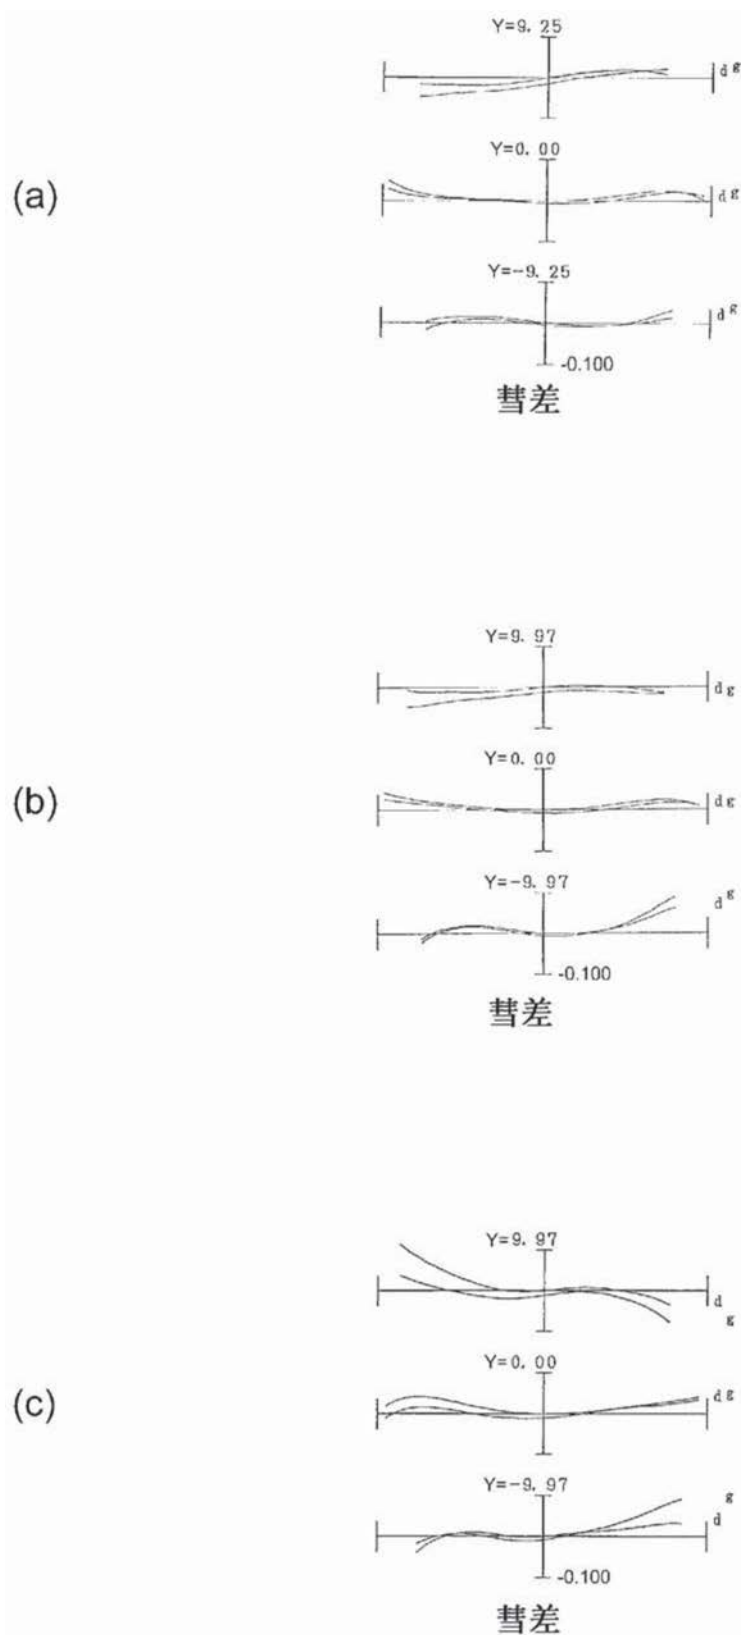 Y=9.25
d g
(a)
Y=0.00
d g
Y=-9.25
d g
-0.100
彗差
Y=9.97
d g
(b)
Y=0.00
d g
Y=-9.97
d g
-0.100
彗差
Y=9.97
d g
(c)
Y=0.00
d g
Y=-9.97
g
d
-0.100
彗差